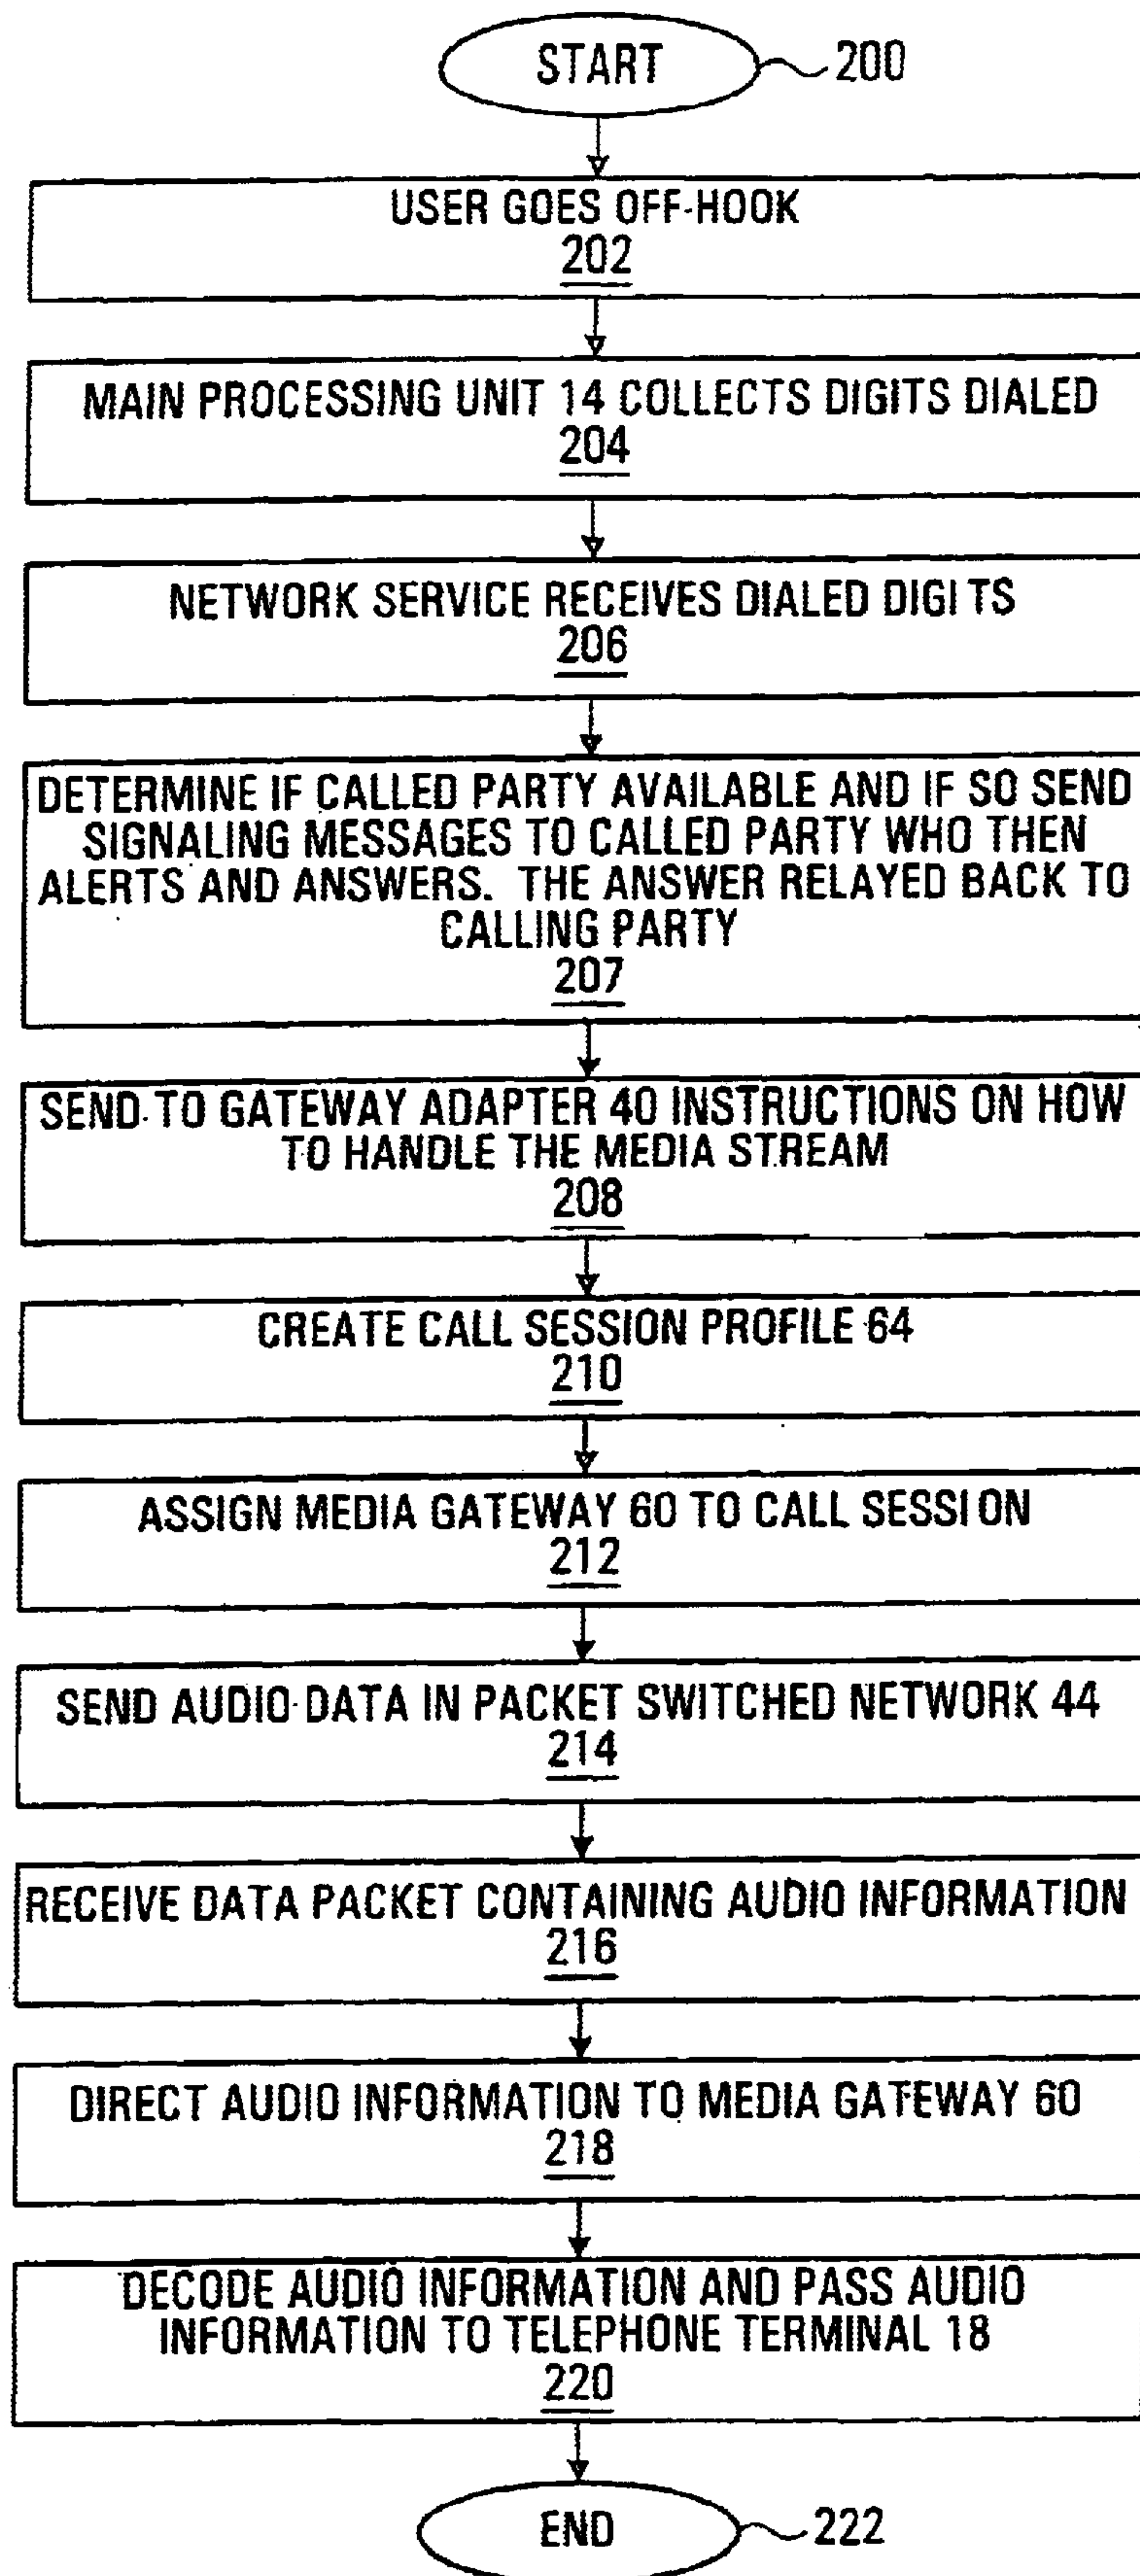 START
200
USER GOES OFF-HOOK
202
MAIN PROCESSING UNIT 14 COLLECTS DIGITS DIALED
204
NETWORK SERVICE RECEIVES DIALED DIGITS
206
DETERMINE IF CALLED PARTY AVAILABLE AND IF SO SEND
SIGNALING MESSAGES TO CALLED PARTY WHO THEN
ALERTS AND ANSWERS. THE ANSWER RELAYED BACK TO
CALLING PARTY
207
SEND TO GATEWAY ADAPTER 40 INSTRUCTIONS ON HOW
TO HANDLE THE MEDIA STREAM
208
CREATE CALL SESSION PROFILE 64
210
ASSIGN MEDIA GATEWAY 60 TO CALL SESSION
212
SEND AUDIO DATA IN PACKET SWITCHED NETWORK 44
214
RECEIVE DATA PACKET CONTAINING AUDIO INFORMATION
216
DIRECT AUDIO INFORMATION TO MEDIA GATEWAY 60
218
DECODE AUDIO INFORMATION AND PASS AUDIO
INFORMATION TO TELEPHONE TERMINAL 18
220
END
222